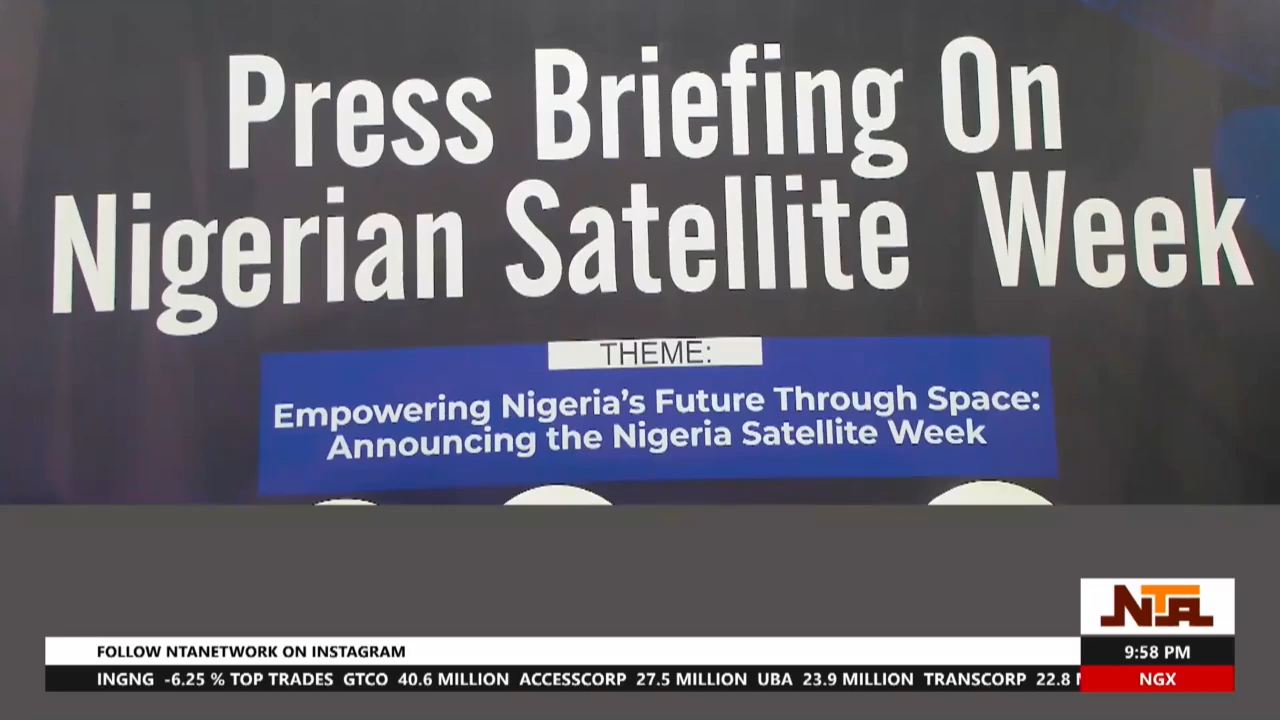 Press Briefing On
Nigerian Satellite Week
THEME:
Empowering Nigeria's Future Through Space:
Announcing the Nigeria Satellite Week
NTA
FOLLOW NTANETWORK ON INSTAGRAM
9:58 PM
INGNG -6.25 % TOP TRADES GTCO 40.6 MILLION ACCESSCORP 27.5 MILLION UBA 23.9 MILLION TRANSCORP 22.8
NGX